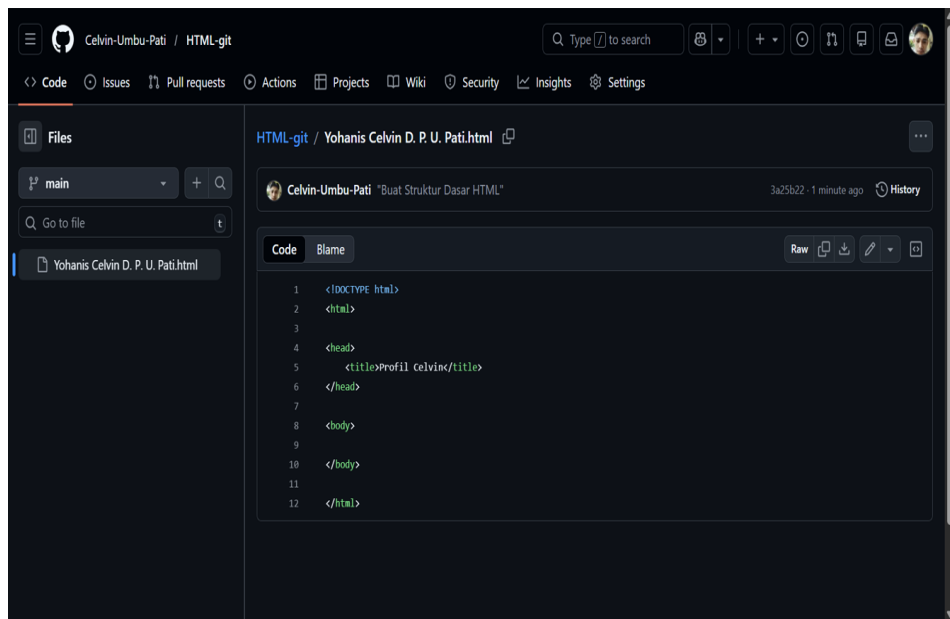 Celvin-Umbu-Pati / HTML-git
Type / to search
Code Issues Pull requests Actions Projects Wiki Security Insights Settings
Files
main
Go to file t
Yohanis Celvin D. P. U. Pati.html
HTML-git / Yohanis Celvin D. P. U. Pati.html
Celvin-Umbu-Pati "Buat Struktur Dasar HTML" 3a25b22 · 1 minute ago History
Code Blame Raw
1 <!DOCTYPE html>
2 <html>
3
4 <head>
5 <title>Profil Celvin</title>
6 </head>
7
8 <body>
9
10 </body>
11
12 </html>